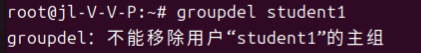 root@jl-V-V-P:~# groupdel student1
groupdel：不能移除用户“student1”的主组